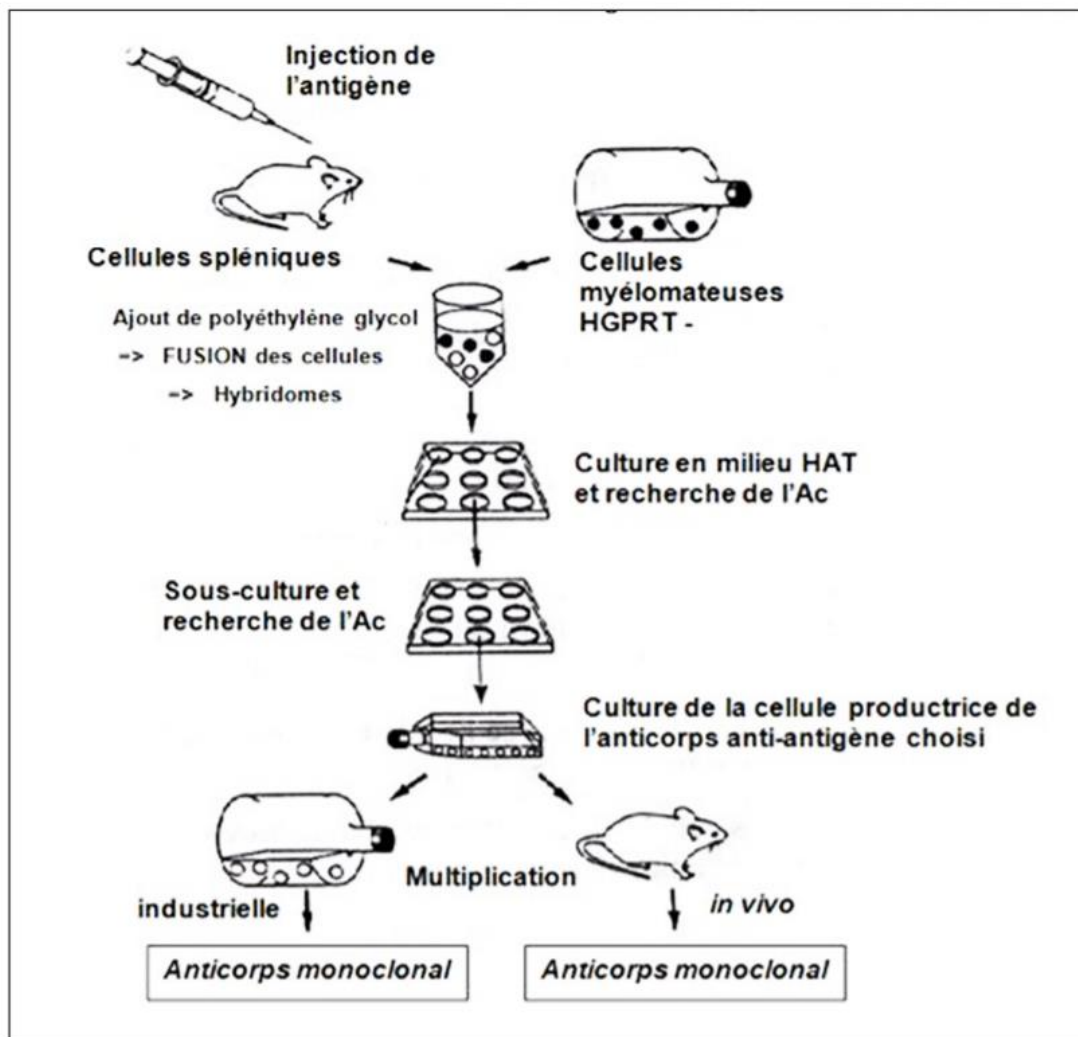 Injection de
l'antigène
Cellules spléniques
Cellules
myélomateuses
HGPRT -
Ajout de polyéthylène glycol
-> FUSION des cellules
-> Hybridomes
Culture en milieu HAT
et recherche de l'Ac
Sous-culture et
recherche de l'Ac
Culture de la cellule productrice de
l'anticorps anti-antigène choisi
Multiplication
industrielle
in vivo
Anticorps monoclonal
Anticorps monoclonal